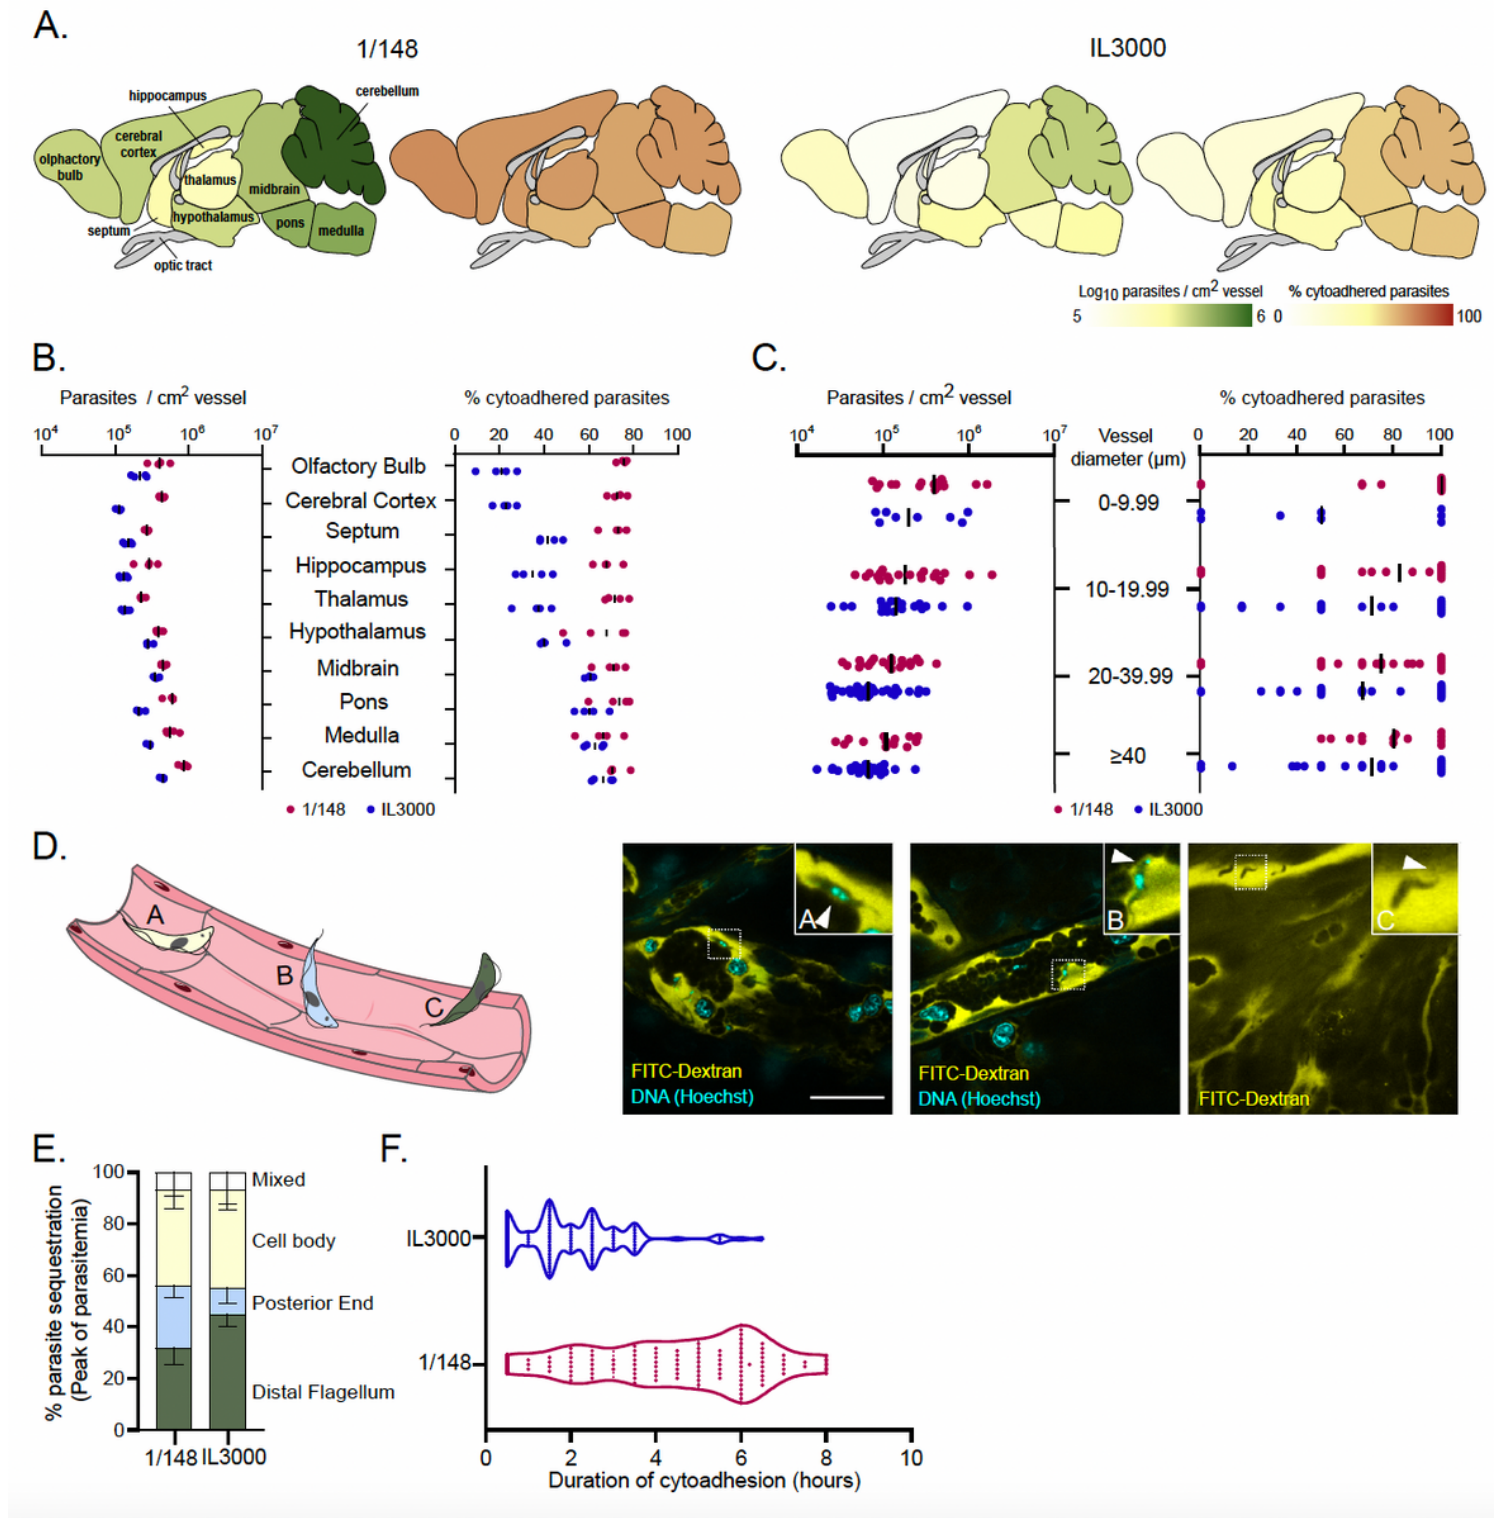 A.
1/148
IL3000
hippocampus
cerebellum
cerebral
cortex
olphactory
bulb
thalamus
midbrain
hypothalamus
pons
medulla
septum
optic tract
Log10 parasites / cm2 vessel
% cytoadhered parasites
5 6 0 100
B.
C.
Parasites / cm2 vessel
% cytoadhered parasites
Parasites / cm2 vessel
% cytoadhered parasites
10^4 10^5 10^6 10^7
0 20 40 60 80 100
10^4 10^5 10^6 10^7
Vessel
diameter (µm)
0 20 40 60 80 100
Olfactory Bulb
Cerebral Cortex
Septum
Hippocampus
Thalamus
Hypothalamus
Midbrain
Pons
Medulla
Cerebellum
0-9.99
10-19.99
20-39.99
≥40
1/148 IL3000
1/148 IL3000
D.
A
B
C
A
FITC-Dextran
DNA (Hoechst)
B
FITC-Dextran
DNA (Hoechst)
C
FITC-Dextran
E.
% parasite sequestration
(Peak of parasitemia)
100
80
60
40
20
0
Mixed
Cell body
Posterior End
Distal Flagellum
1/148 IL3000
F.
IL3000
1/148
0 2 4 6 8 10
Duration of cytoadhesion (hours)